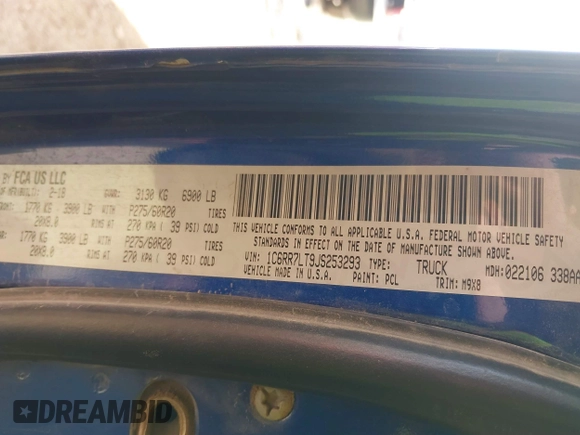 BY FCA US LLC
2-18 GVWR: 3130 KG 6900 LB
1770 KG 3900 LB WITH P275/60R20 TIRES
20X8.0 RIMS AT 270 KPA ( 39 PSI) COLD
1770 KG 3900 LB WITH P275/60R20 TIRES
20X8.0 RIMS AT 270 KPA ( 39 PSI) COLD
THIS VEHICLE CONFORMS TO ALL APPLICABLE U.S.A. FEDERAL MOTOR VEHICLE SAFETY
STANDARDS IN EFFECT ON THE DATE OF MANUFACTURE SHOWN ABOVE.
VIN: 1C6RR7LT9JS253293 TYPE: TRUCK MDH: 022106 338AA
VEHICLE MADE IN U.S.A. PAINT: PCL TRIM: M9X8
DREAMBID